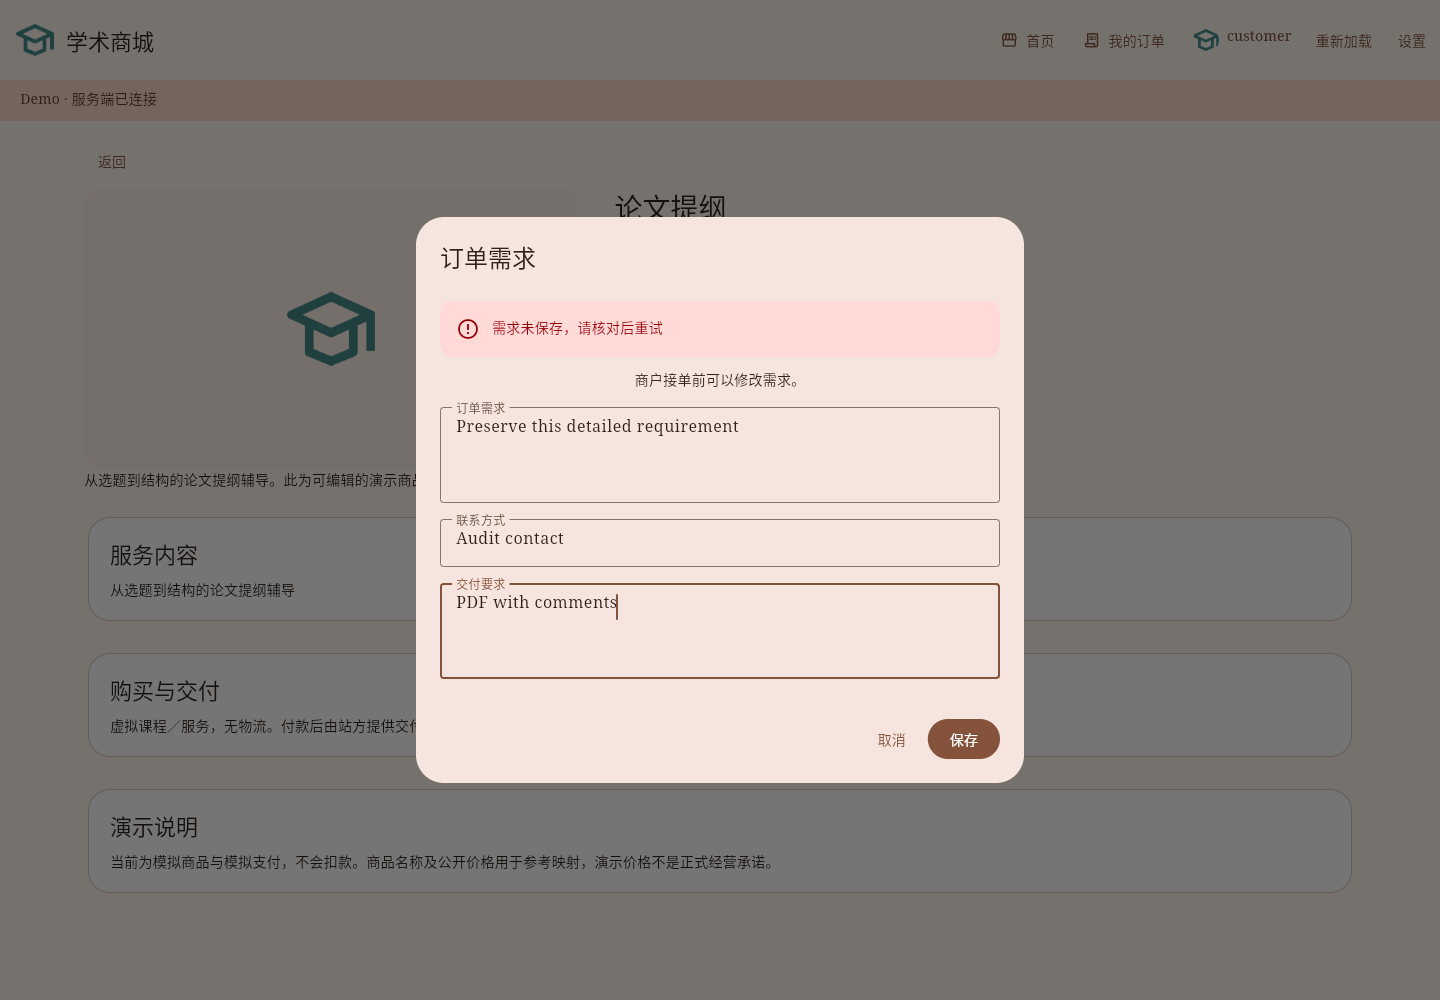 学术商城
首页
我的订单
customer
重新加载
设置
Demo · 服务端已连接
返回
论文提纲
订单需求
需求未保存，请核对后重试
商户接单前可以修改需求。
订单需求
Preserve this detailed requirement
联系方式
Audit contact
交付要求
PDF with comments
取消
保存
从选题到结构的论文提纲辅导。此为可编辑的演示商品
服务内容
从选题到结构的论文提纲辅导
购买与交付
虚拟课程／服务，无物流。付款后由站方提供交付
演示说明
当前为模拟商品与模拟支付，不会扣款。商品名称及公开价格用于参考映射，演示价格不是正式经营承诺。